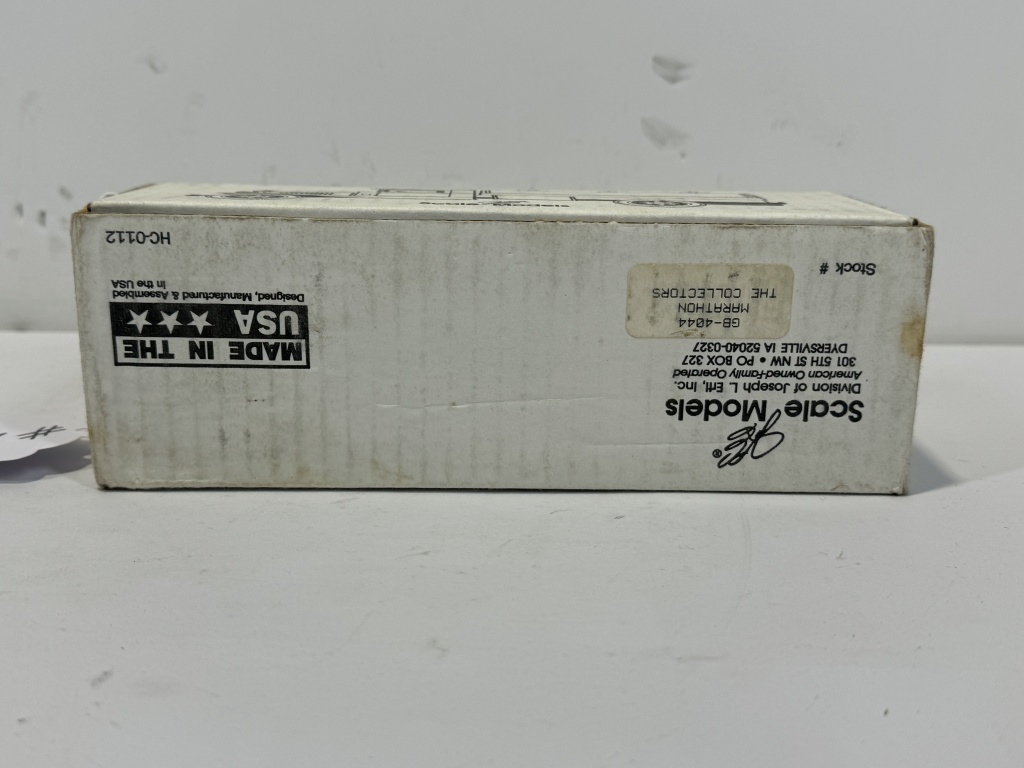 JLE®
Scale Models
Division of Joseph L. Ertl, Inc.
American Owned-Family Operated
301 5TH ST NW • PO BOX 327
DYERSVILLE IA 52040-0327
GB-4044
MARATHON
THE COLLECTORS
Stock #
MADE IN THE
USA ★★★
Designed, Manufactured & Assembled
in the USA
HC-0112
#